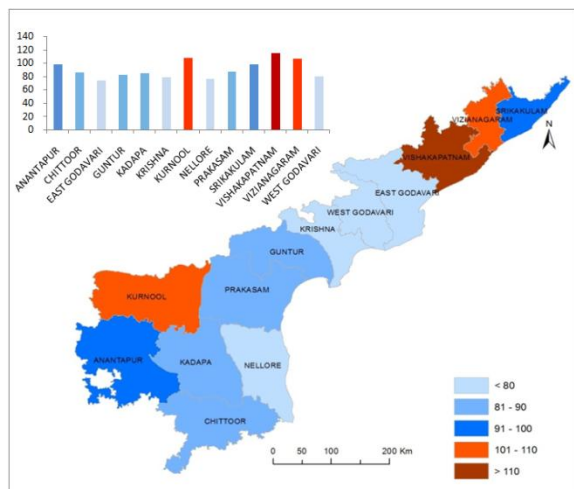 140
120
100
80
60
40
20
0
ANANTAPUR
CHITTOOR
EAST GODAVARI
GUNTUR
KADAPA
KRISHNA
KURNOOL
NELLORE
PRAKASAM
SRIKAKULAM
VISHAKAPATNAM
VIZIANAGARAM
WEST GODAVARI
SRIKAKULAM
VIZIANAGARAM
N
VISHAKAPATNAM
EAST GODAVARI
WEST GODAVARI
KRISHNA
GUNTUR
PRAKASAM
KURNOOL
ANANTAPUR
KADAPA
NELLORE
CHITTOOR
< 80
81 - 90
91 - 100
101 - 110
> 110
0 50 100 200 Km